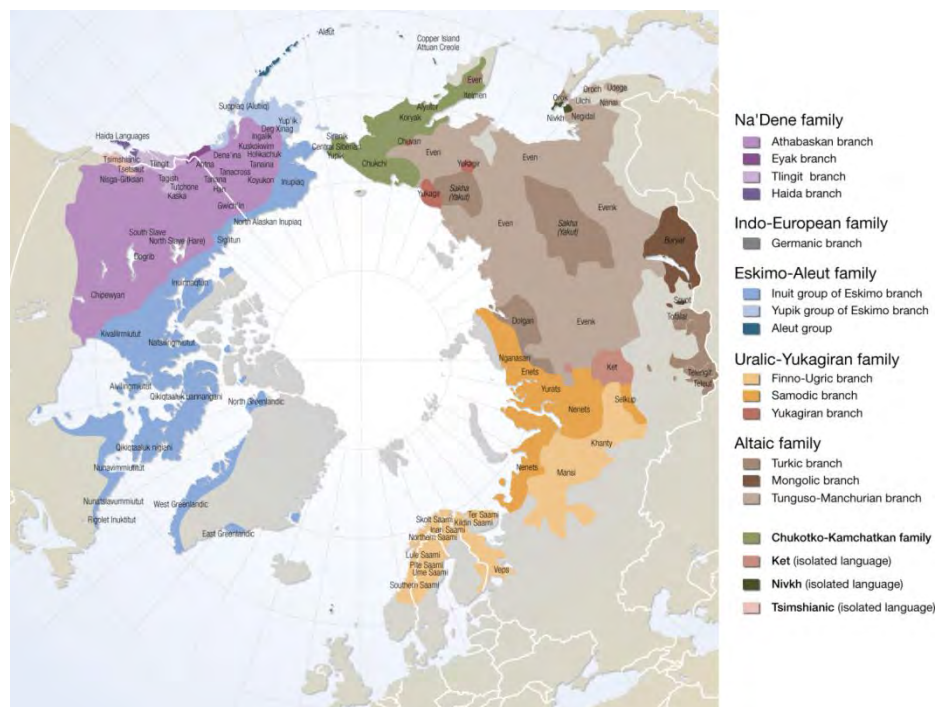 Aleut
Copper Island
Attuan Creole
Even
Itelmen
Alyutor
Koryak
Chuvan
Chukchi
Sirenik
Central Siberian
Yupik
Suppiaq (Alutiiq)
Yup'ik
Deg Xinag
Ingalik
Kuskokwim
Holikachuk
Dena'ina
Tanaina
Ahtna
Tanacross
Tanana
Koyukon
Han
Gwich'in
Inupiaq
North Alaskan Inupiaq
Siglitun
Haida Languages
Tsimshianic
Tsetsaut
Nisga-Gitksan
Tlingit
Tagish
Tutchone
Kaska
South Slave
North Slave (Hare)
Dogrib
Chipewyan
Inuinnaqtun
Kivallirmiutut
Natsilingmiutut
Aivilingmiutut
Qikiqtaaluk uannangani
North Greenlandic
Qikiqtaaluk nigiani
Nunavimmiutitut
Nunatsiavummiutut
Rigolet Inuktitut
West Greenlandic
East Greenlandic
Orok
Oroch
Udege
Ulchi
Nanai
Nivkh
Negidal
Even
Yukagir
Even
Yukagir
Sakha
(Yakut)
Even
Sakha
(Yakut)
Evenk
Buryat
Soyot
Tofalar
Telengit
Teleut
Dolgan
Evenk
Nganasan
Enets
Ket
Yurats
Nenets
Selkup
Khanty
Nenets
Mansi
Skolt Saami
Ter Saami
Kildin Saami
Inari Saami
Northern Saami
Lule Saami
Pite Saami
Ume Saami
Southern Saami
Veps
Na'Dene family
Athabaskan branch
Eyak branch
Tlingit branch
Haida branch
Indo-European family
Germanic branch
Eskimo-Aleut family
Inuit group of Eskimo branch
Yupik group of Eskimo branch
Aleut group
Uralic-Yukagiran family
Finno-Ugric branch
Samodic branch
Yukagiran branch
Altaic family
Turkic branch
Mongolic branch
Tunguso-Manchurian branch
Chukotko-Kamchatkan family
Ket (isolated language)
Nivkh (isolated language)
Tsimshianic (isolated language)